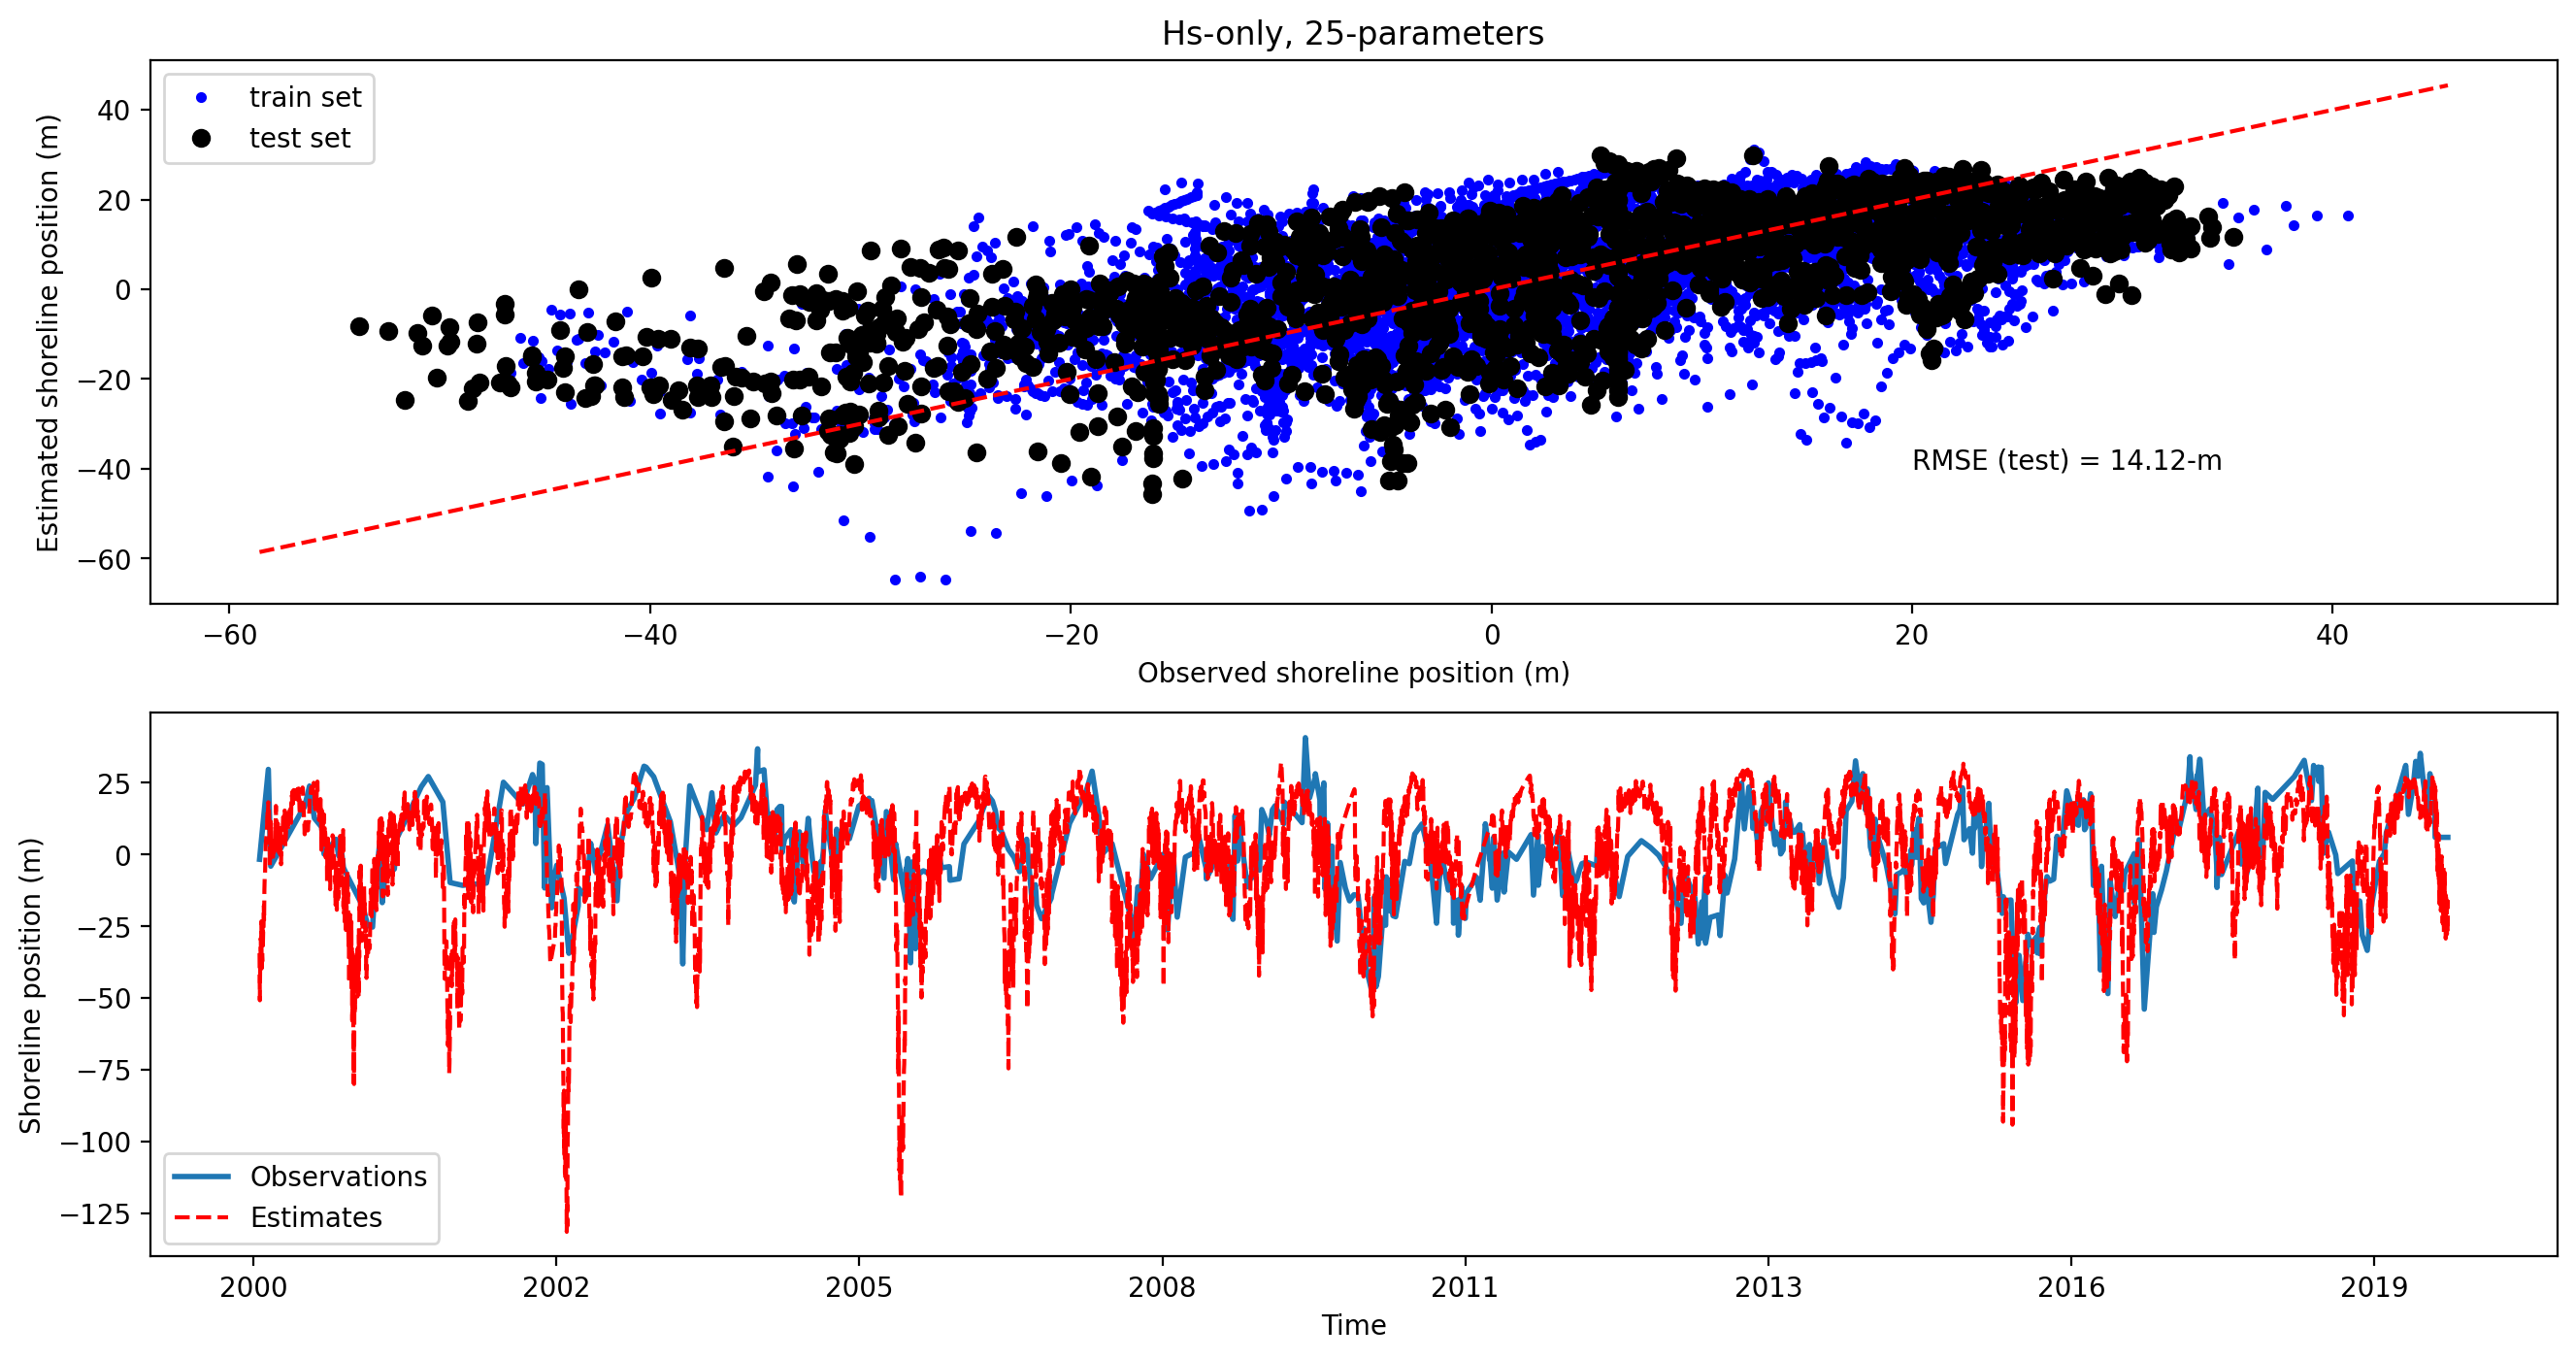 Hs-only, 25-parameters
train set
test set
Estimated shoreline position (m)
40
20
0
−20
−40
−60
RMSE (test) = 14.12-m
−60
−40
−20
0
20
40
Observed shoreline position (m)
Shoreline position (m)
25
0
−25
−50
−75
−100
−125
Observations
Estimates
2000
2002
2005
2008
2011
2013
2016
2019
Time